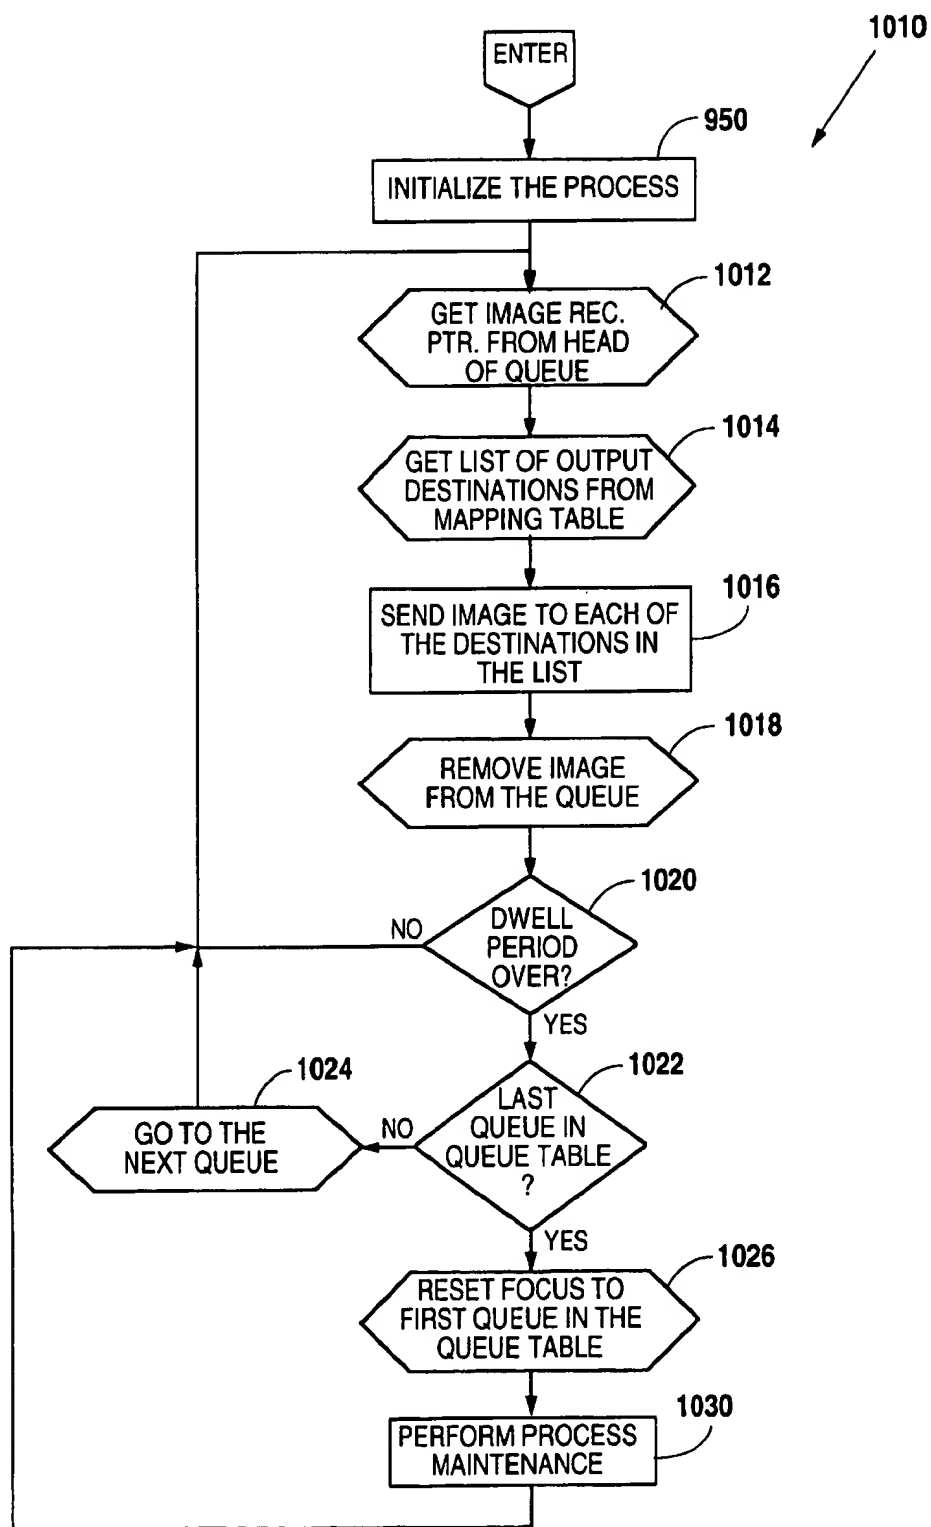 1010
ENTER
950
INITIALIZE THE PROCESS
1012
GET IMAGE REC.
PTR. FROM HEAD
OF QUEUE
1014
GET LIST OF OUTPUT
DESTINATIONS FROM
MAPPING TABLE
1016
SEND IMAGE TO EACH OF
THE DESTINATIONS IN
THE LIST
1018
REMOVE IMAGE
FROM THE QUEUE
1020
NO
DWELL
PERIOD
OVER?
YES
1022
1024
LAST
QUEUE IN
QUEUE TABLE
?
NO
GO TO THE
NEXT QUEUE
YES
1026
RESET FOCUS TO
FIRST QUEUE IN THE
QUEUE TABLE
1030
PERFORM PROCESS
MAINTENANCE